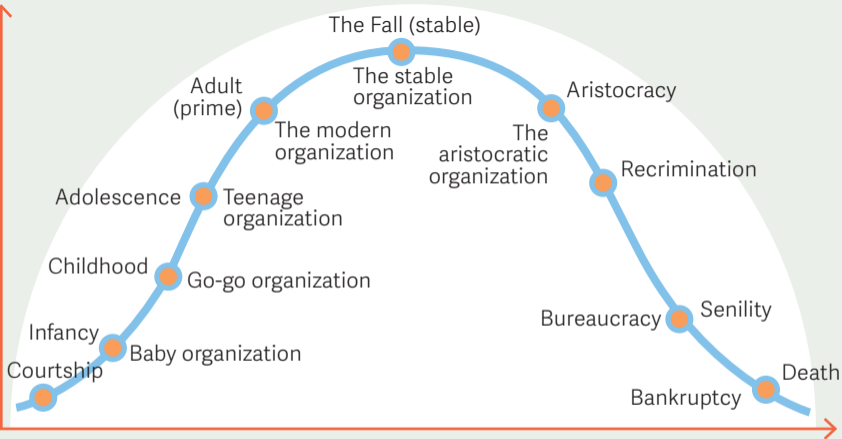 The Fall (stable)
The stable
organization
Adult
(prime)
The modern
organization
Aristocracy
The
aristocratic
organization
Recrimination
Adolescence
Teenage
organization
Childhood
Go-go organization
Infancy
Baby organization
Courtship
Bureaucracy
Senility
Death
Bankruptcy